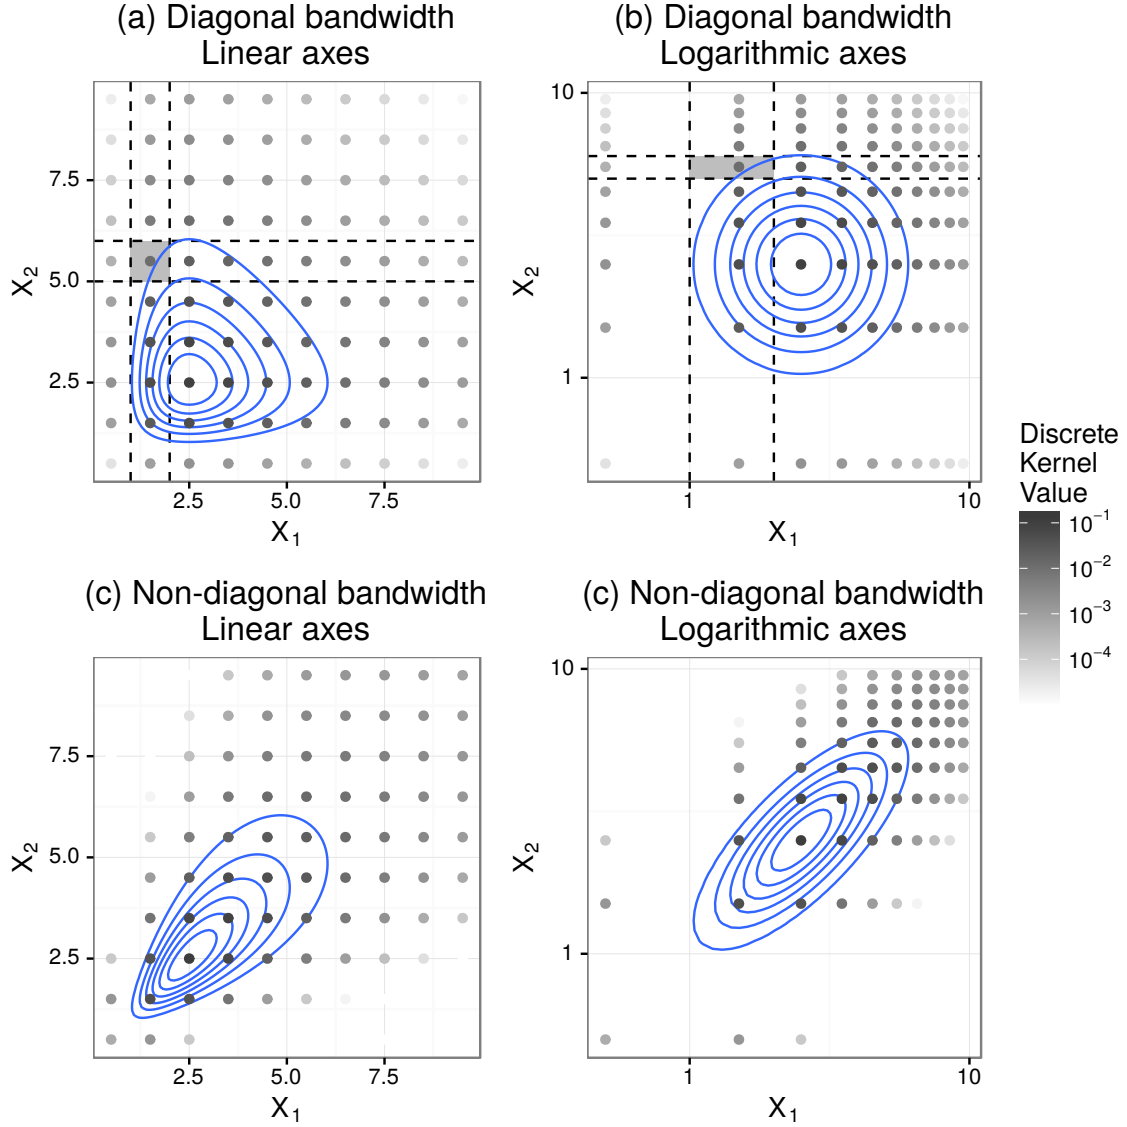 (a) Diagonal bandwidth
Linear axes
7.5
5.0
2.5
X2
2.5 5.0 7.5
X1
(b) Diagonal bandwidth
Logarithmic axes
10
1
X2
1 10
X1
Discrete
Kernel
Value
10−1
10−2
10−3
10−4
(c) Non-diagonal bandwidth
Linear axes
7.5
5.0
2.5
X2
2.5 5.0 7.5
X1
(c) Non-diagonal bandwidth
Logarithmic axes
10
1
X2
1 10
X1